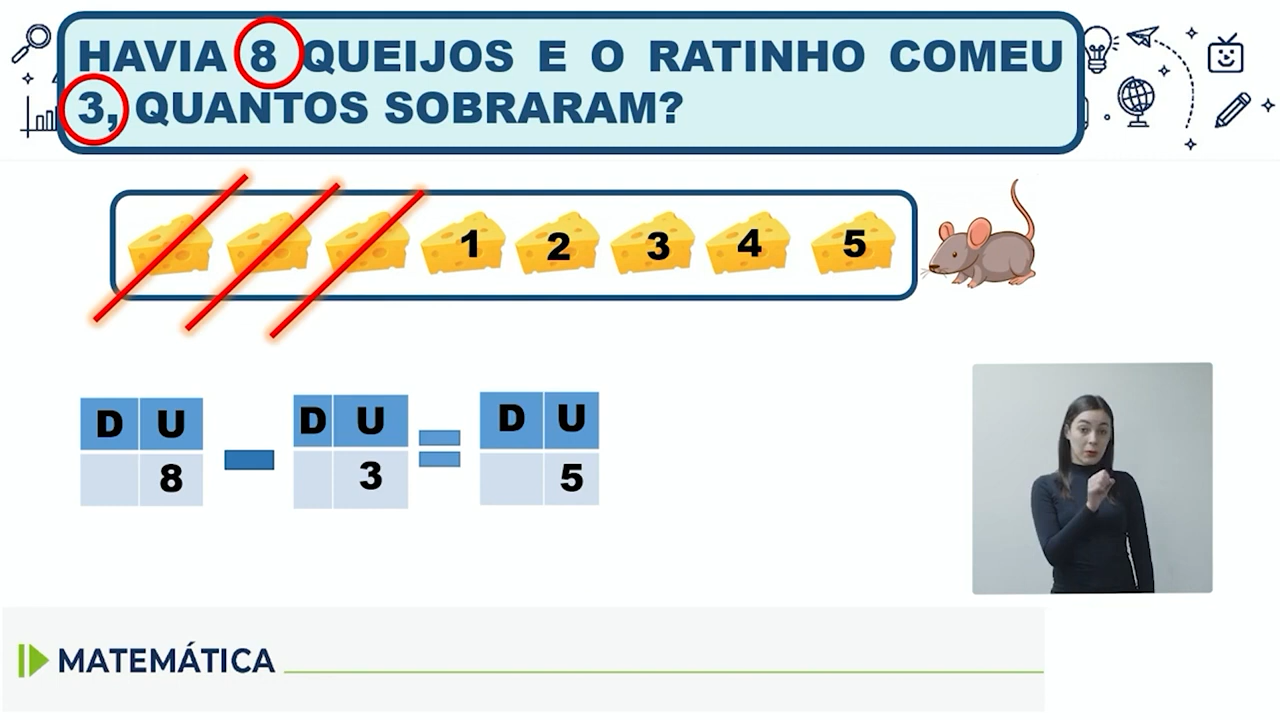 HAVIA 8 QUEIJOS E O RATINHO COMEU
3, QUANTOS SOBRARAM?
1 2 3 4 5
D U D U D U
8 - 3 = 5
MATEMÁTICA